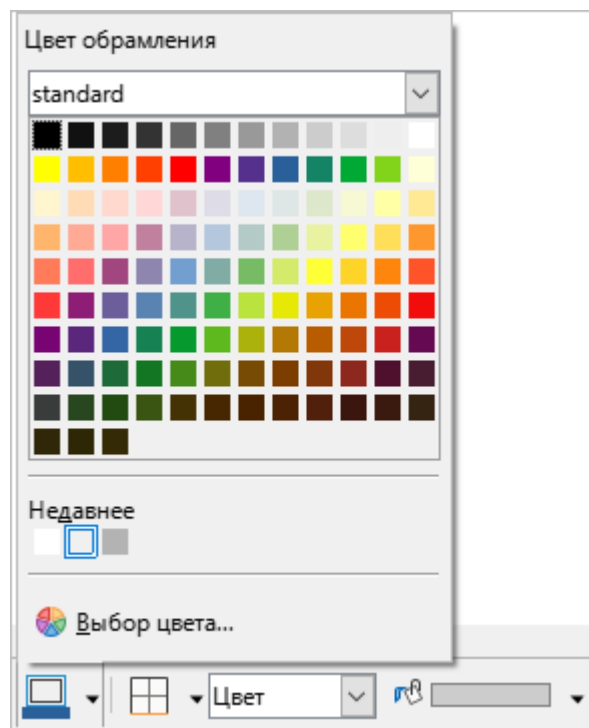 Цвет обрамления
standard
Недавнее
Выбор цвета...
Цвет